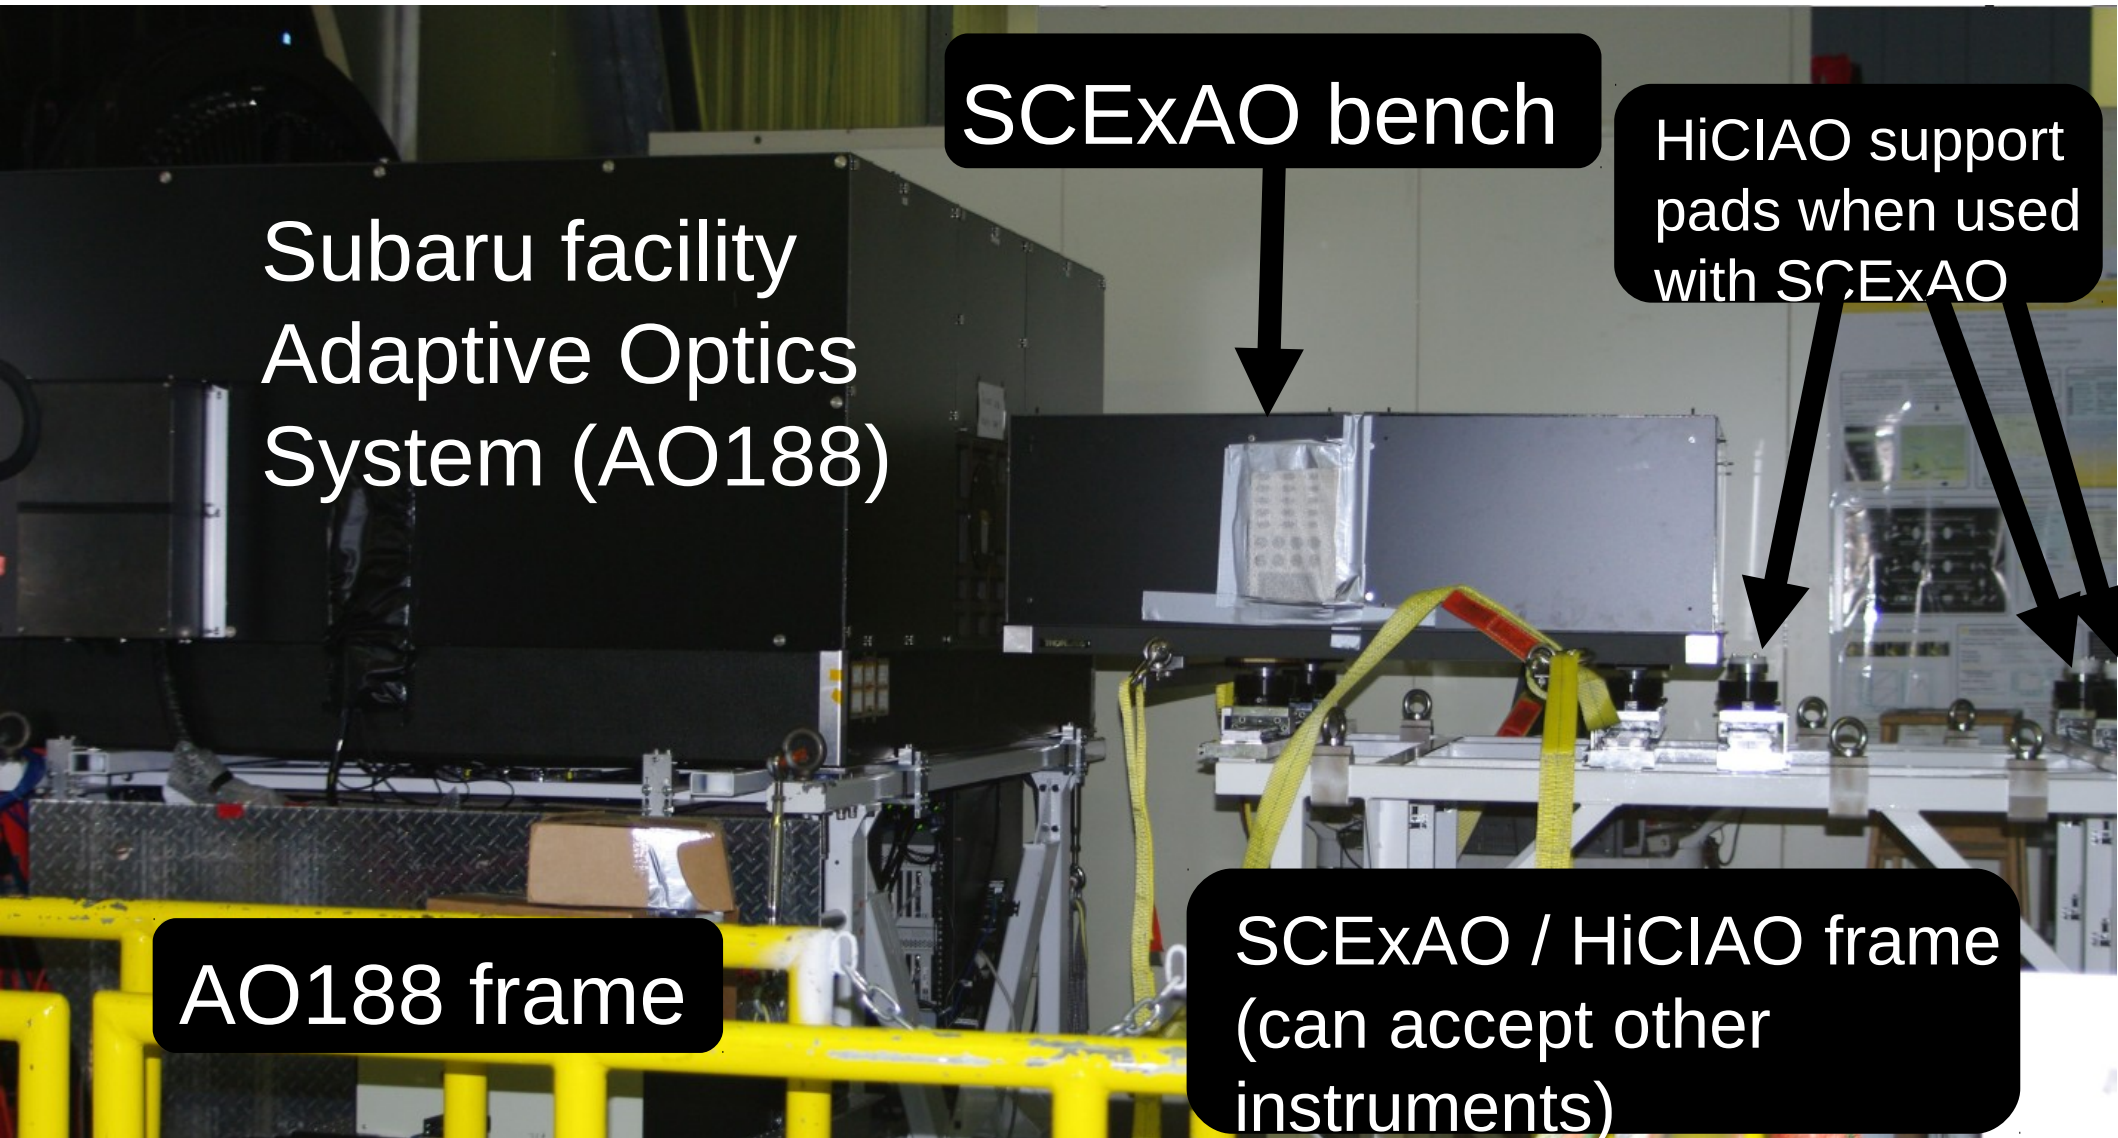 SCExAO bench
HiCIAO support
pads when used
with SCExAO
Subaru facility
Adaptive Optics
System (AO188)
AO188 frame
SCExAO / HiCIAO frame
(can accept other
instruments)